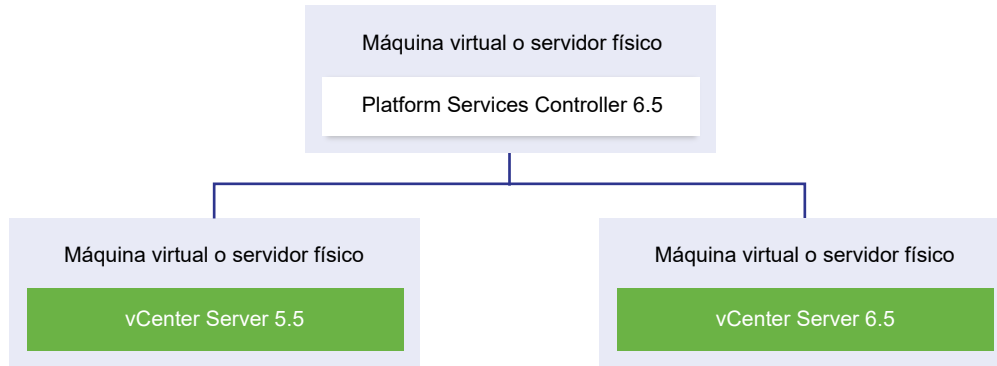 Máquina virtual o servidor físico
Platform Services Controller 6.5
Máquina virtual o servidor físico
vCenter Server 5.5
Máquina virtual o servidor físico
vCenter Server 6.5